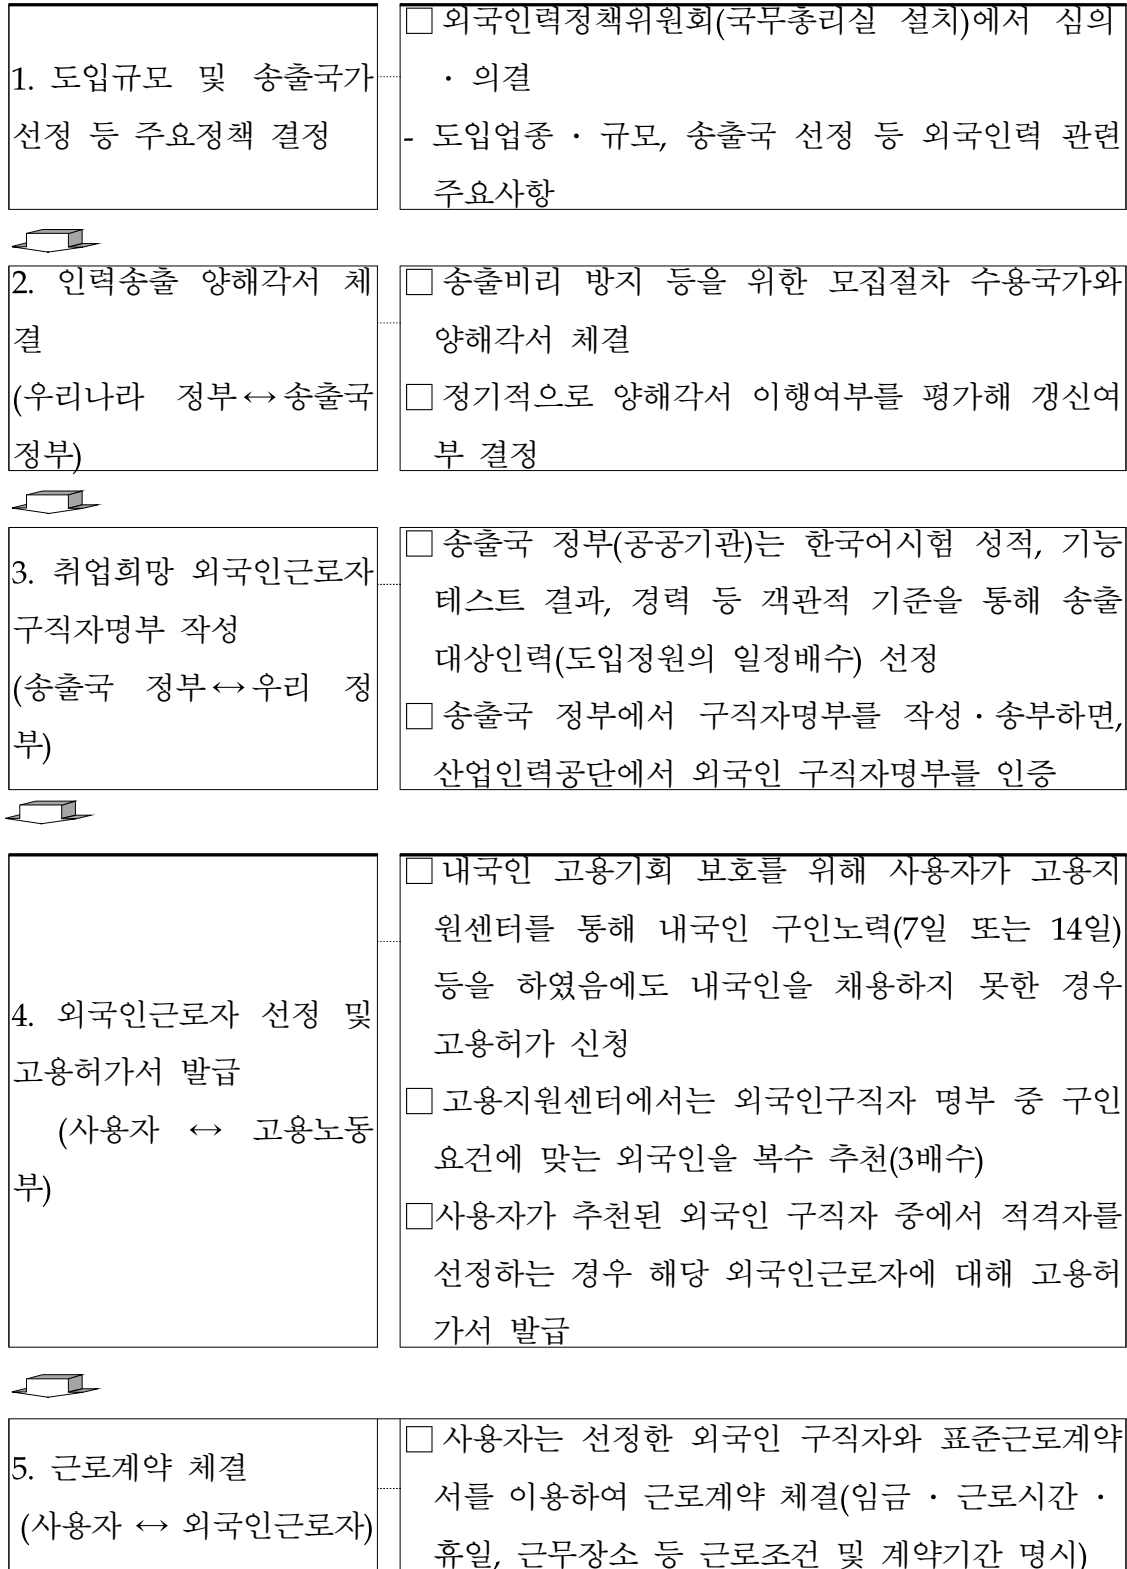 1. 도입규모 및 송출국가
선정 등 주요정책 결정
□ 외국인력정책위원회(국무총리실 설치)에서 심의
· 의결
- 도입업종 · 규모, 송출국 선정 등 외국인력 관련
주요사항
2. 인력송출 양해각서 체
결
(우리나라 정부↔송출국
정부)
□ 송출비리 방지 등을 위한 모집절차 수용국가와
양해각서 체결
□ 정기적으로 양해각서 이행여부를 평가해 갱신여
부 결정
3. 취업희망 외국인근로자
구직자명부 작성
(송출국 정부↔우리 정
부)
□ 송출국 정부(공공기관)는 한국어시험 성적, 기능
테스트 결과, 경력 등 객관적 기준을 통해 송출
대상인력(도입정원의 일정배수) 선정
□ 송출국 정부에서 구직자명부를 작성·송부하면,
산업인력공단에서 외국인 구직자명부를 인증
4. 외국인근로자 선정 및
고용허가서 발급
(사용자 ↔ 고용노동
부)
□ 내국인 고용기회 보호를 위해 사용자가 고용지
원센터를 통해 내국인 구인노력(7일 또는 14일)
등을 하였음에도 내국인을 채용하지 못한 경우
고용허가 신청
□ 고용지원센터에서는 외국인구직자 명부 중 구인
요건에 맞는 외국인을 복수 추천(3배수)
□사용자가 추천된 외국인 구직자 중에서 적격자를
선정하는 경우 해당 외국인근로자에 대해 고용허
가서 발급
5. 근로계약 체결
(사용자 ↔ 외국인근로자)
□ 사용자는 선정한 외국인 구직자와 표준근로계약
서를 이용하여 근로계약 체결(임금 · 근로시간 ·
휴일, 근무장소 등 근로조건 및 계약기간 명시)